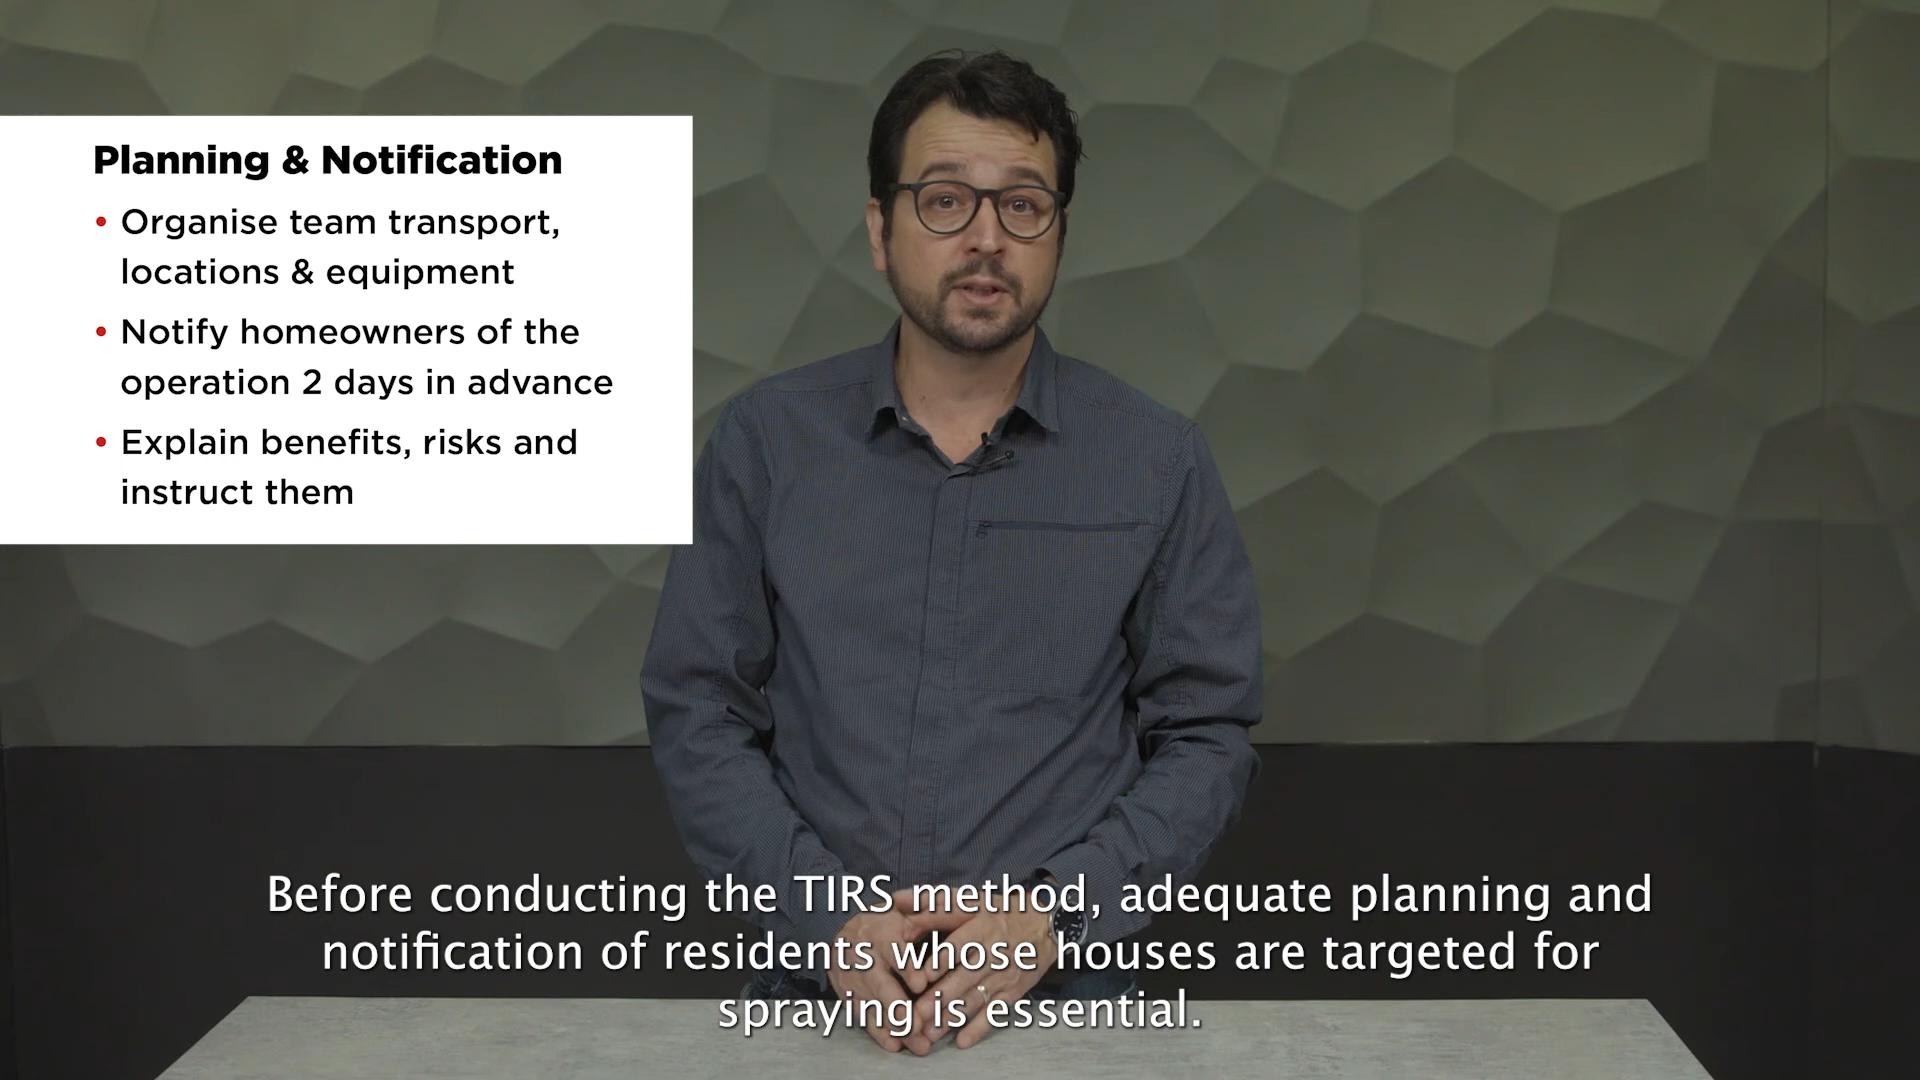 Planning & Notification
• Organise team transport,
locations & equipment
• Notify homeowners of the
operation 2 days in advance
• Explain benefits, risks and
instruct them
Before conducting the TIRS method, adequate planning and
notification of residents whose houses are targeted for
spraying is essential.